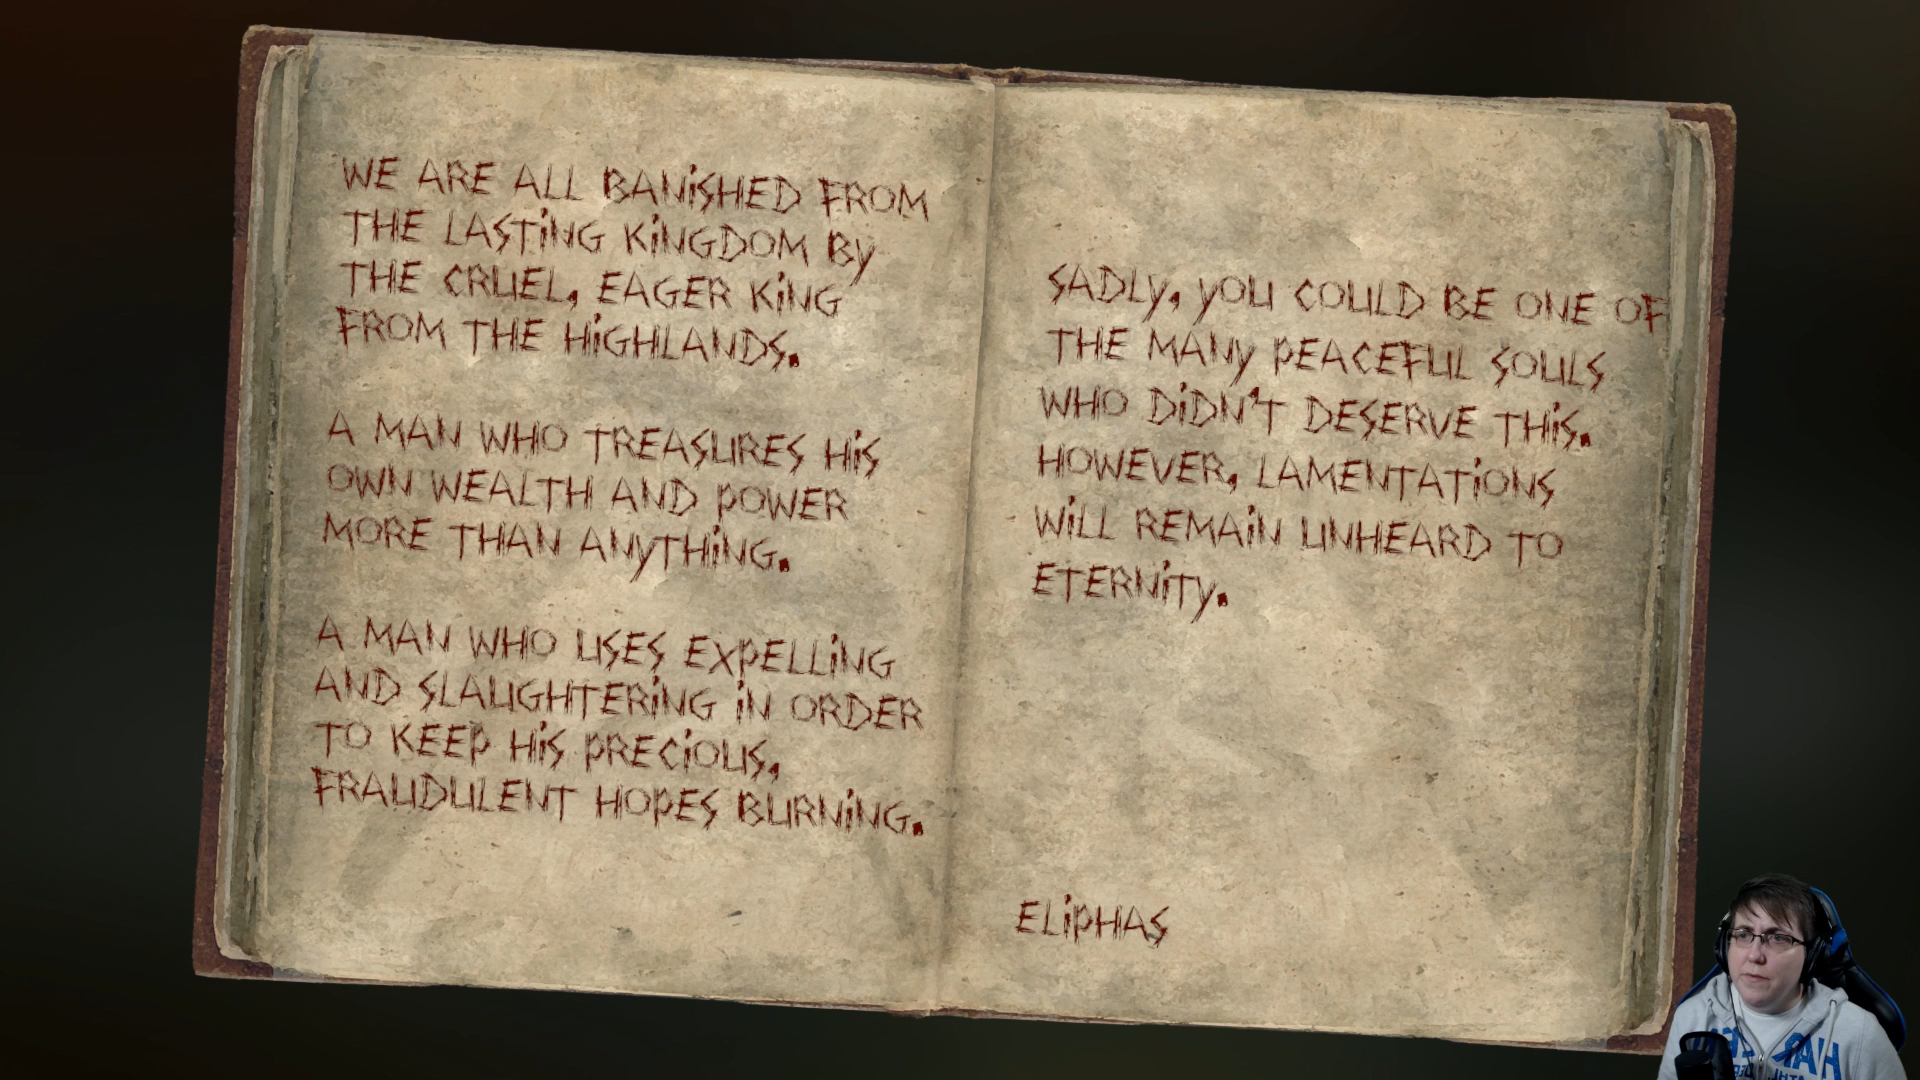 WE ARE ALL BANISHED FROM
THE LASTING KINGDOM BY
THE CRUEL, EAGER KING
FROM THE HIGHLANDS.
A MAN WHO TREASURES HIS
OWN WEALTH AND POWER
MORE THAN ANYTHING.
A MAN WHO USES EXPELLING
AND SLAUGHTERING IN ORDER
TO KEEP HIS PRECIOUS,
FRAUDULENT HOPES BURNING.
SADLY, YOU COULD BE ONE OF
THE MANY PEACEFUL SOULS
WHO DIDN'T DESERVE THIS.
HOWEVER, LAMENTATIONS
WILL REMAIN UNHEARD TO
ETERNITY.
ELIPHAS